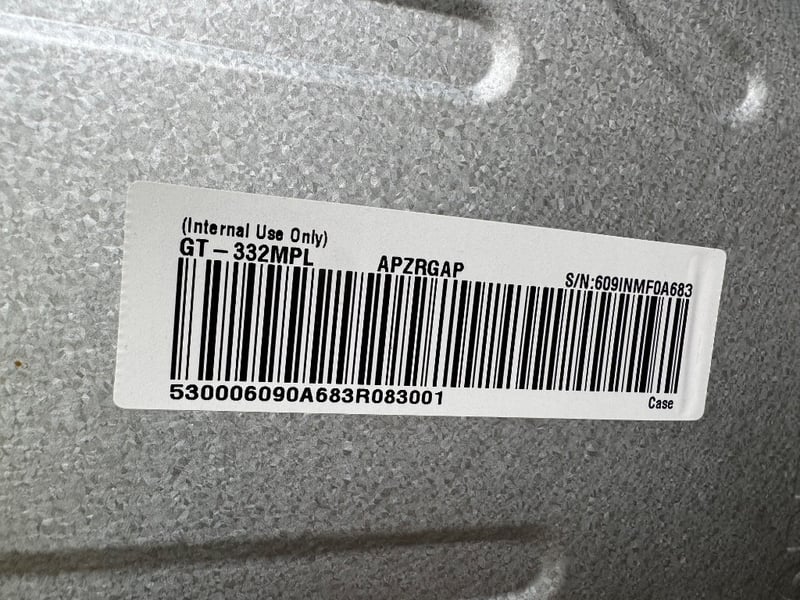 (Internal Use Only)
GT-332MPL APZRGAP S/N:609INMF0A683
530006090A683R083001
Case